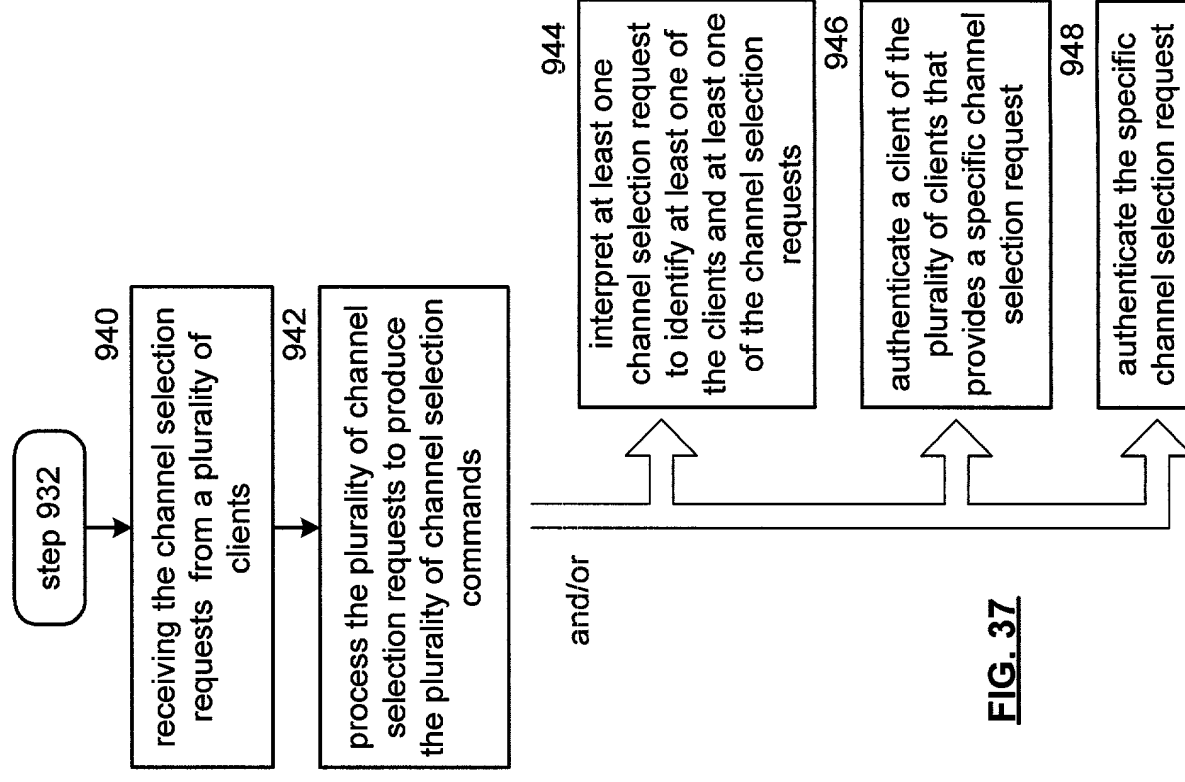 step 932
940
receiving the channel selection
requests from a plurality of
clients
942
process the plurality of channel
selection requests to produce
the plurality of channel selection
commands
and/or
944
interpret at least one
channel selection request
to identify at least one of
the clients and at least one
of the channel selection
requests
946
authenticate a client of the
plurality of clients that
provides a specific channel
selection request
948
authenticate the specific
channel selection request
FIG. 37